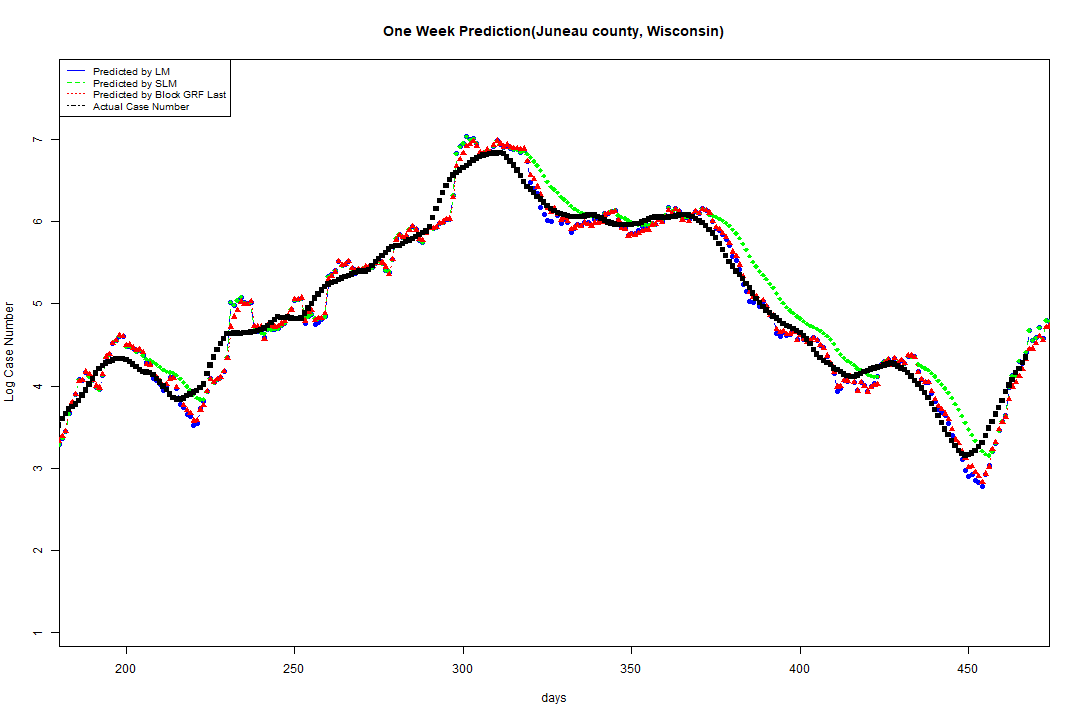 One Week Prediction(Juneau county, Wisconsin)
Predicted by LM
Predicted by SLM
Predicted by Block GRF Last
Actual Case Number
7
6
5
4
3
2
1
Log Case Number
200 250 300 350 400 450
days